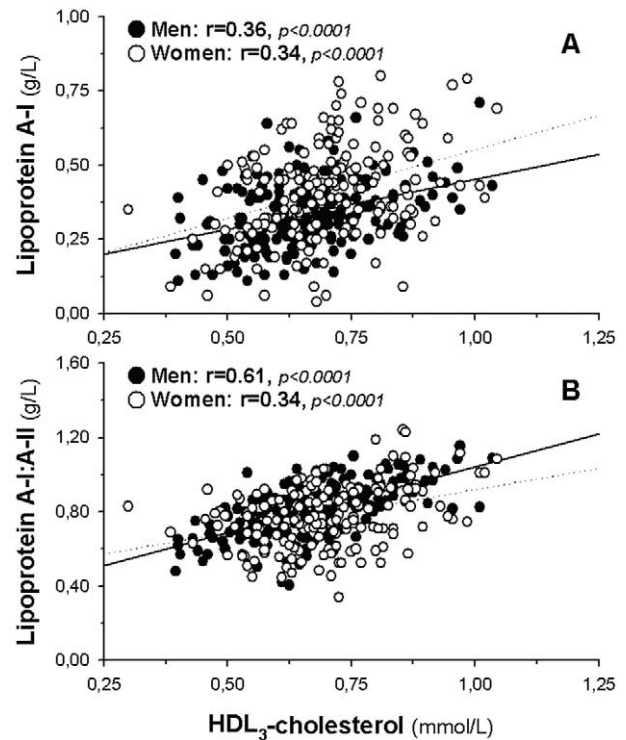 Men: r=0.36, p<0.0001
A
Women: r=0.34, p<0.0001
Lipoprotein A-I (g/L)
1,00
0,75
0,50
0,25
0,00
0,25 0,50 0,75 1,00 1,25
Men: r=0.61, p<0.0001
B
Women: r=0.34, p<0.0001
Lipoprotein A-I:A-II (g/L)
1,60
1,20
0,80
0,40
0,00
0,25 0,50 0,75 1,00 1,25
HDL₃-cholesterol (mmol/L)